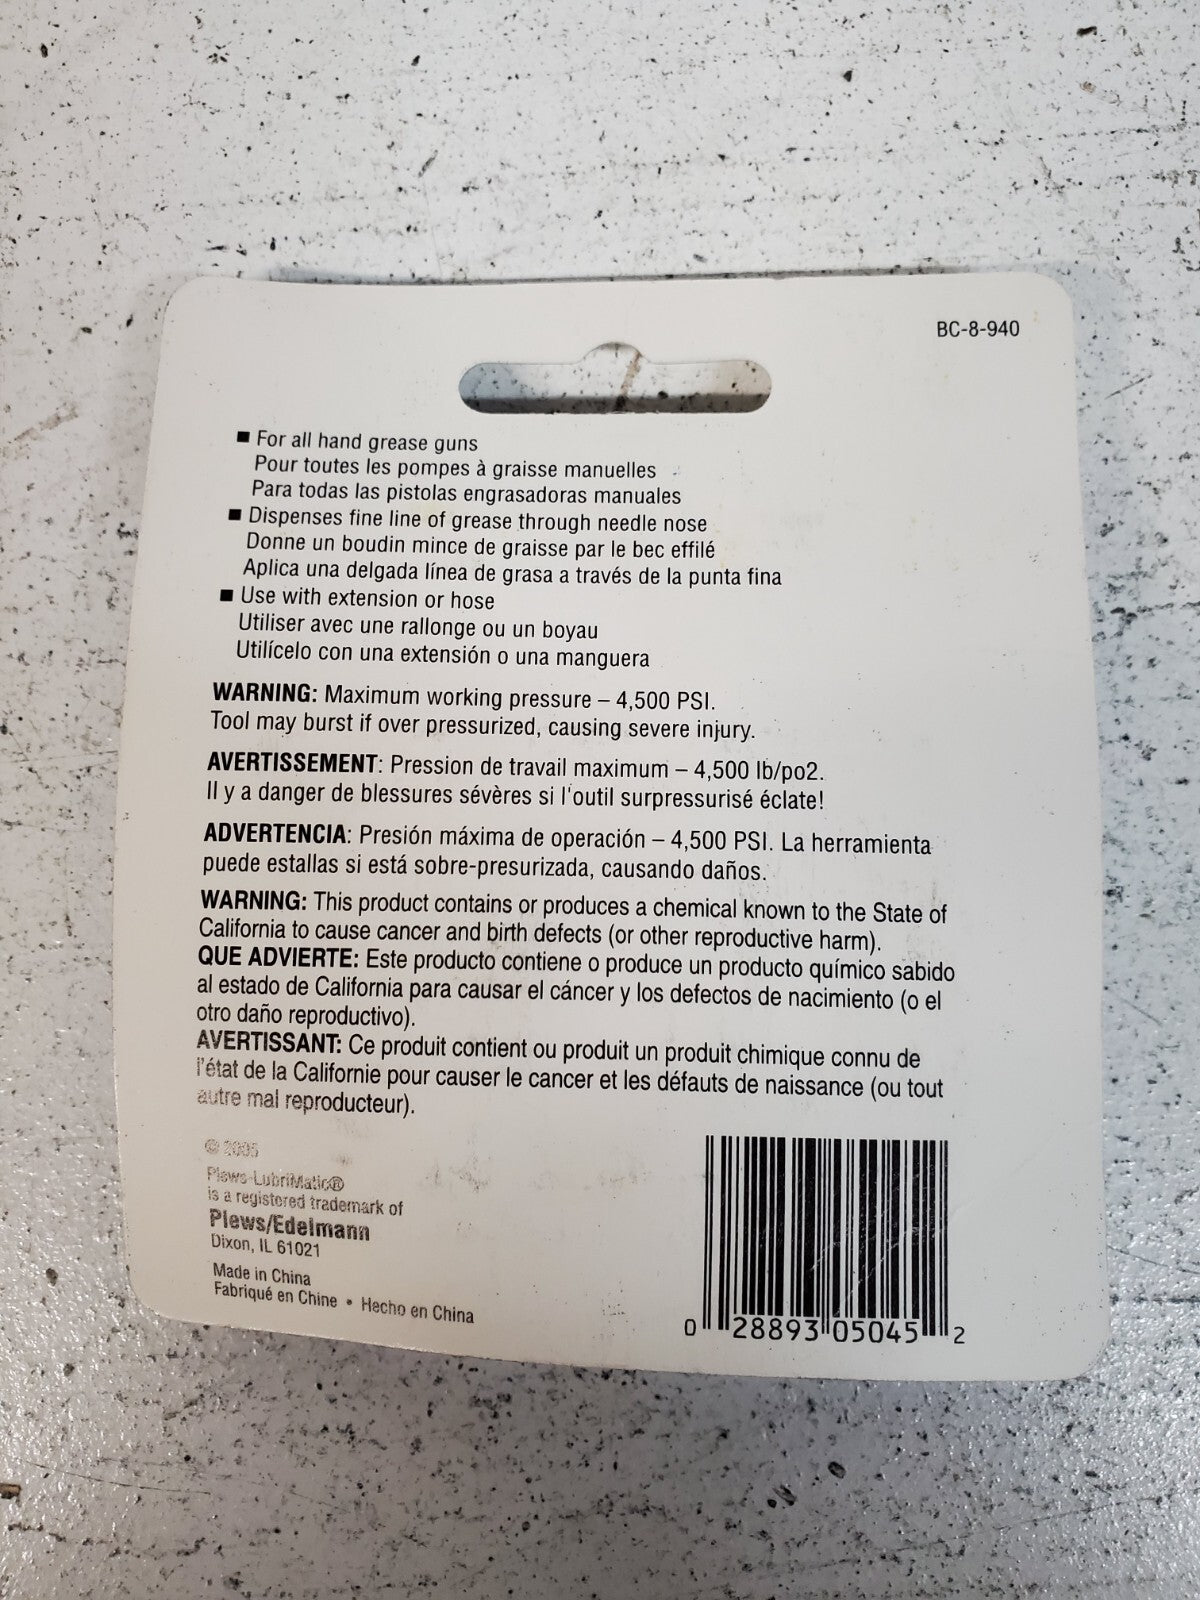 BC-8-940
■ For all hand grease guns
Pour toutes les pompes à graisse manuelles
Para todas las pistolas engrasadoras manuales
■ Dispenses fine line of grease through needle nose
Donne un boudin mince de graisse par le bec effilé
Aplica una delgada línea de grasa a través de la punta fina
■ Use with extension or hose
Utiliser avec une rallonge ou un boyau
Utilícelo con una extensión o una manguera
WARNING: Maximum working pressure – 4,500 PSI.
Tool may burst if over pressurized, causing severe injury.
AVERTISSEMENT: Pression de travail maximum – 4,500 lb/po2.
Il y a danger de blessures sévères si l'outil surpressurisé éclate!
ADVERTENCIA: Presión máxima de operación – 4,500 PSI. La herramienta
puede estallas si está sobre-presurizada, causando daños.
WARNING: This product contains or produces a chemical known to the State of
California to cause cancer and birth defects (or other reproductive harm).
QUE ADVIERTE: Este producto contiene o produce un producto químico sabido
al estado de California para causar el cáncer y los defectos de nacimiento (o el
otro daño reproductivo).
AVERTISSANT: Ce produit contient ou produit un produit chimique connu de
l'état de la Californie pour causer le cancer et les défauts de naissance (ou tout
autre mal reproducteur).
© 2005
Plews-LubriMatic®
is a registered trademark of
Plews/Edelmann
Dixon, IL 61021
Made in China
Fabriqué en Chine • Hecho en China
0 28893 05045 2